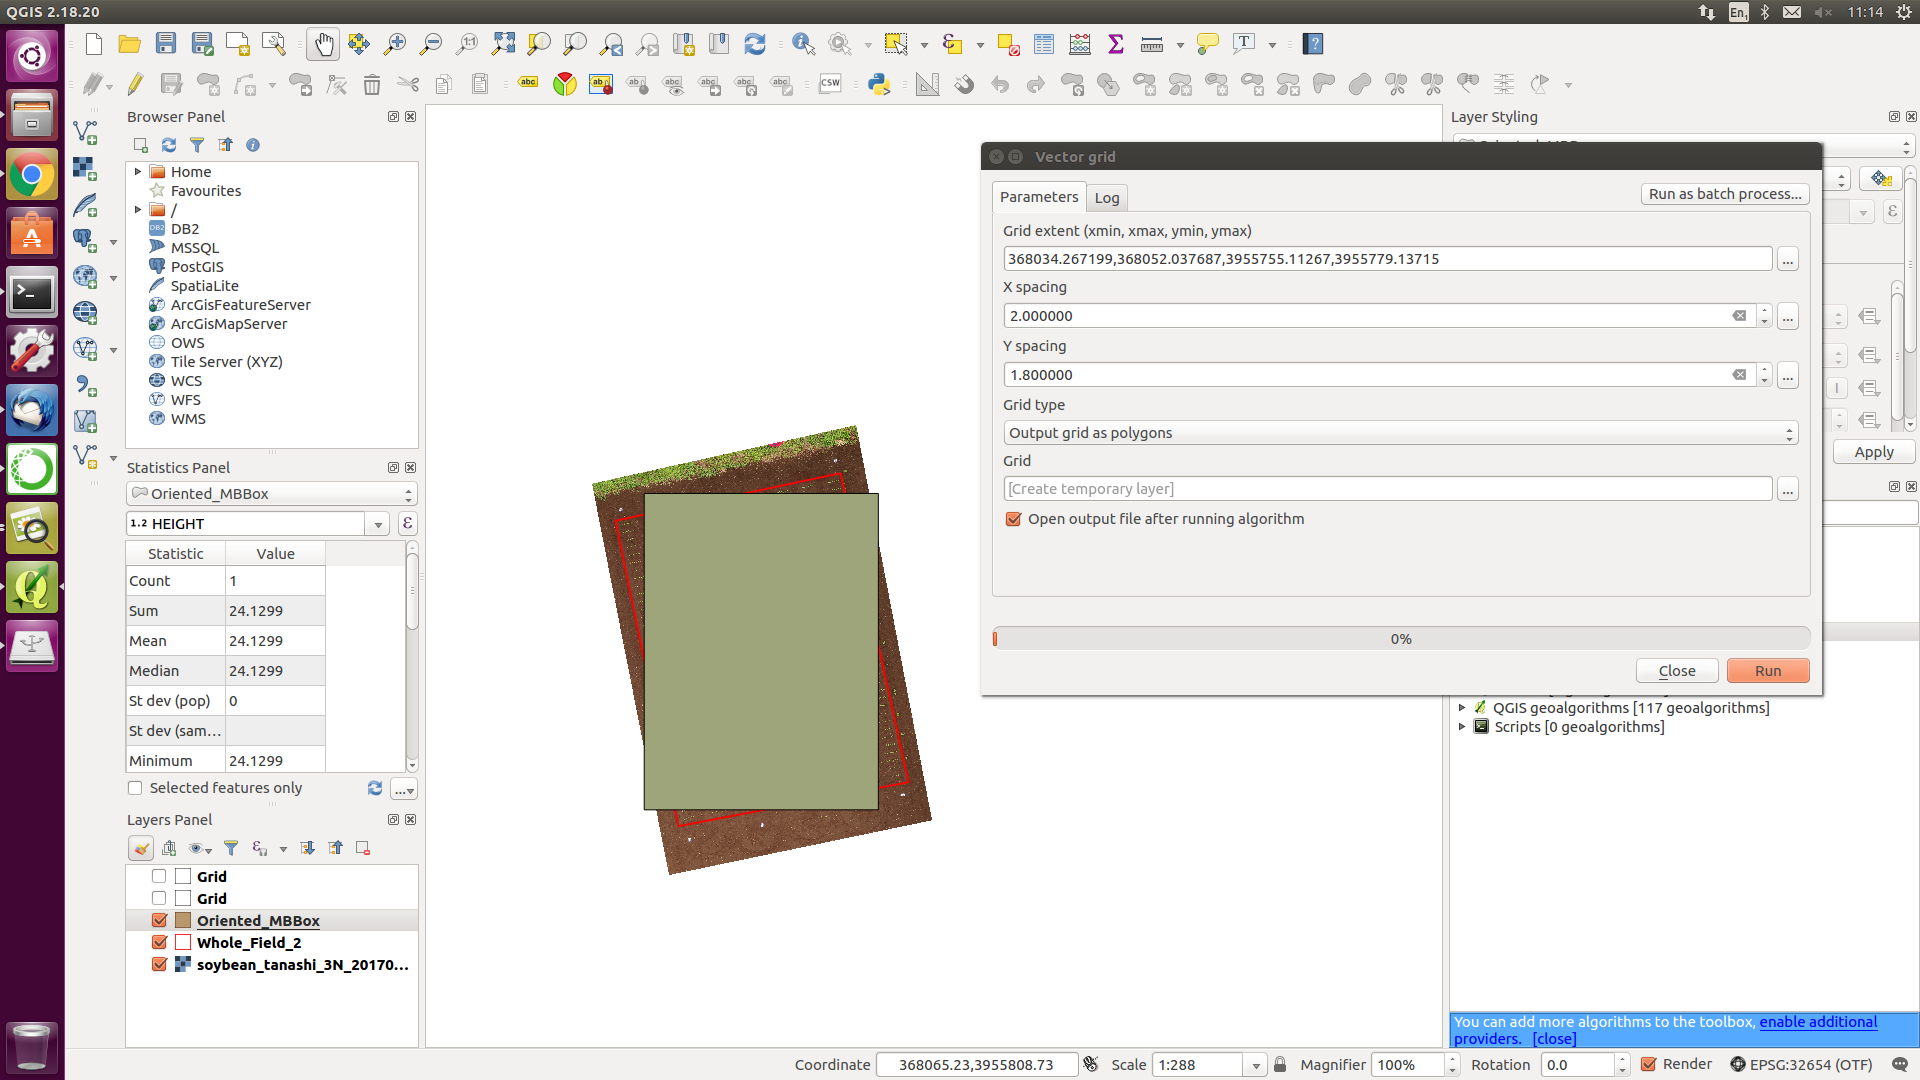 QGIS 2.18.20
En1
11:14
Browser Panel
Home
Favourites
/
DB2
MSSQL
PostGIS
SpatiaLite
ArcGisFeatureServer
ArcGisMapServer
OWS
Tile Server (XYZ)
WCS
WFS
WMS
Statistics Panel
Oriented_MBBox
1.2 HEIGHT
Statistic Value
Count 1
Sum 24.1299
Mean 24.1299
Median 24.1299
St dev (pop) 0
St dev (sam...
Minimum 24.1299
Selected features only
Layers Panel
Grid
Grid
Oriented_MBBox
Whole_Field_2
soybean_tanashi_3N_20170...
Layer Styling
Vector grid
Parameters
Log
Run as batch process...
Grid extent (xmin, xmax, ymin, ymax)
368034.267199,368052.037687,3955755.11267,3955779.13715
X spacing
2.000000
Y spacing
1.800000
Grid type
Output grid as polygons
Grid
[Create temporary layer]
Open output file after running algorithm
0%
Close
Run
Apply
QGIS geoalgorithms [117 geoalgorithms]
Scripts [0 geoalgorithms]
You can add more algorithms to the toolbox, enable additional
providers. [close]
Coordinate 368065.23,3955808.73 Scale 1:288 Magnifier 100% Rotation 0.0 Render EPSG:32654 (OTF)